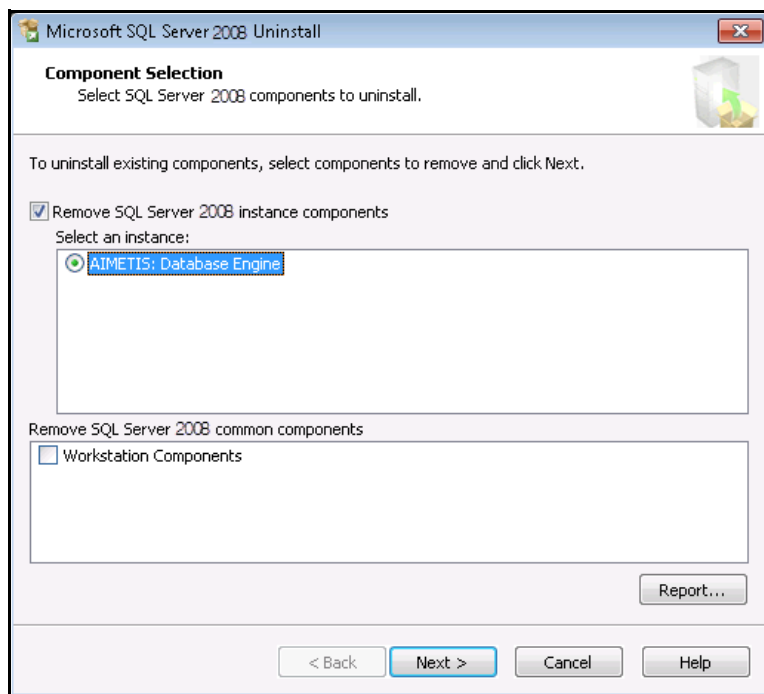 Microsoft SQL Server 2008 Uninstall
Component Selection
Select SQL Server 2008 components to uninstall.
To uninstall existing components, select components to remove and click Next.
Remove SQL Server 2008 instance components
Select an instance:
AIMETIS: Database Engine
Remove SQL Server 2008 common components
Workstation Components
Report...
< Back Next > Cancel Help